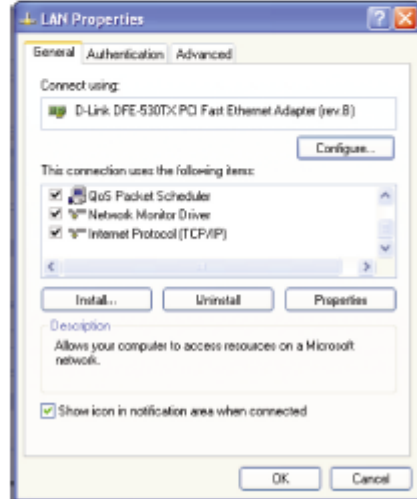 LAN Properties
General Authentication Advanced
Connect using:
D-Link DFE-530TX PCI Fast Ethernet Adapter (rev.B)
Configure...
This connection uses the following items:
QoS Packet Scheduler
Network Monitor Driver
Internet Protocol (TCP/IP)
Install... Uninstall Properties
Description
Allows your computer to access resources on a Microsoft
network.
Show icon in notification area when connected
OK Cancel